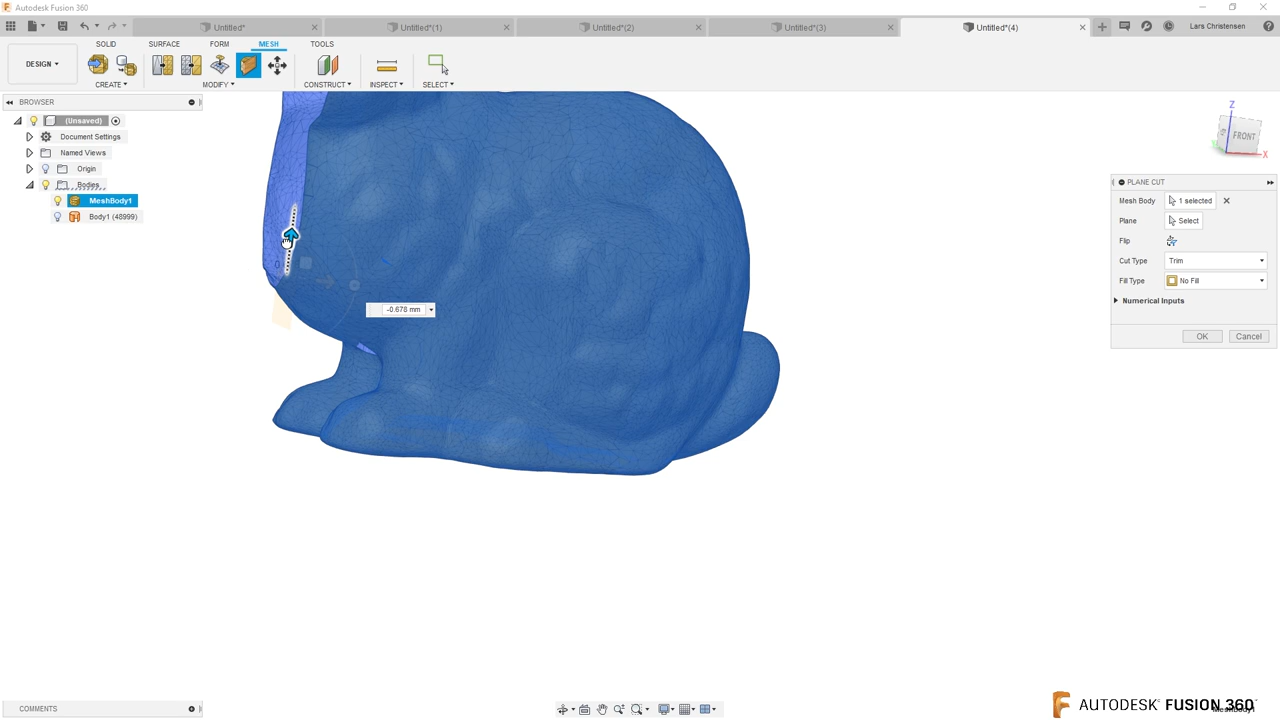 Autodesk Fusion 360
Untitled*
Untitled*(1)
Untitled*(2)
Untitled*(3)
Untitled*(4)
Lars Christensen
DESIGN
SOLID
SURFACE
FORM
MESH
TOOLS
CREATE
MODIFY
CONSTRUCT
INSPECT
SELECT
BROWSER
(Unsaved)
Document Settings
Named Views
Origin
Bodies
MeshBody1
Body1 (48999)
-0.678 mm
Z
FRONT
X
PLANE CUT
Mesh Body
1 selected
Plane
Select
Flip
Cut Type
Trim
Fill Type
No Fill
Numerical Inputs
OK
Cancel
COMMENTS
AUTODESK® FUSION 360™
MeshBody1